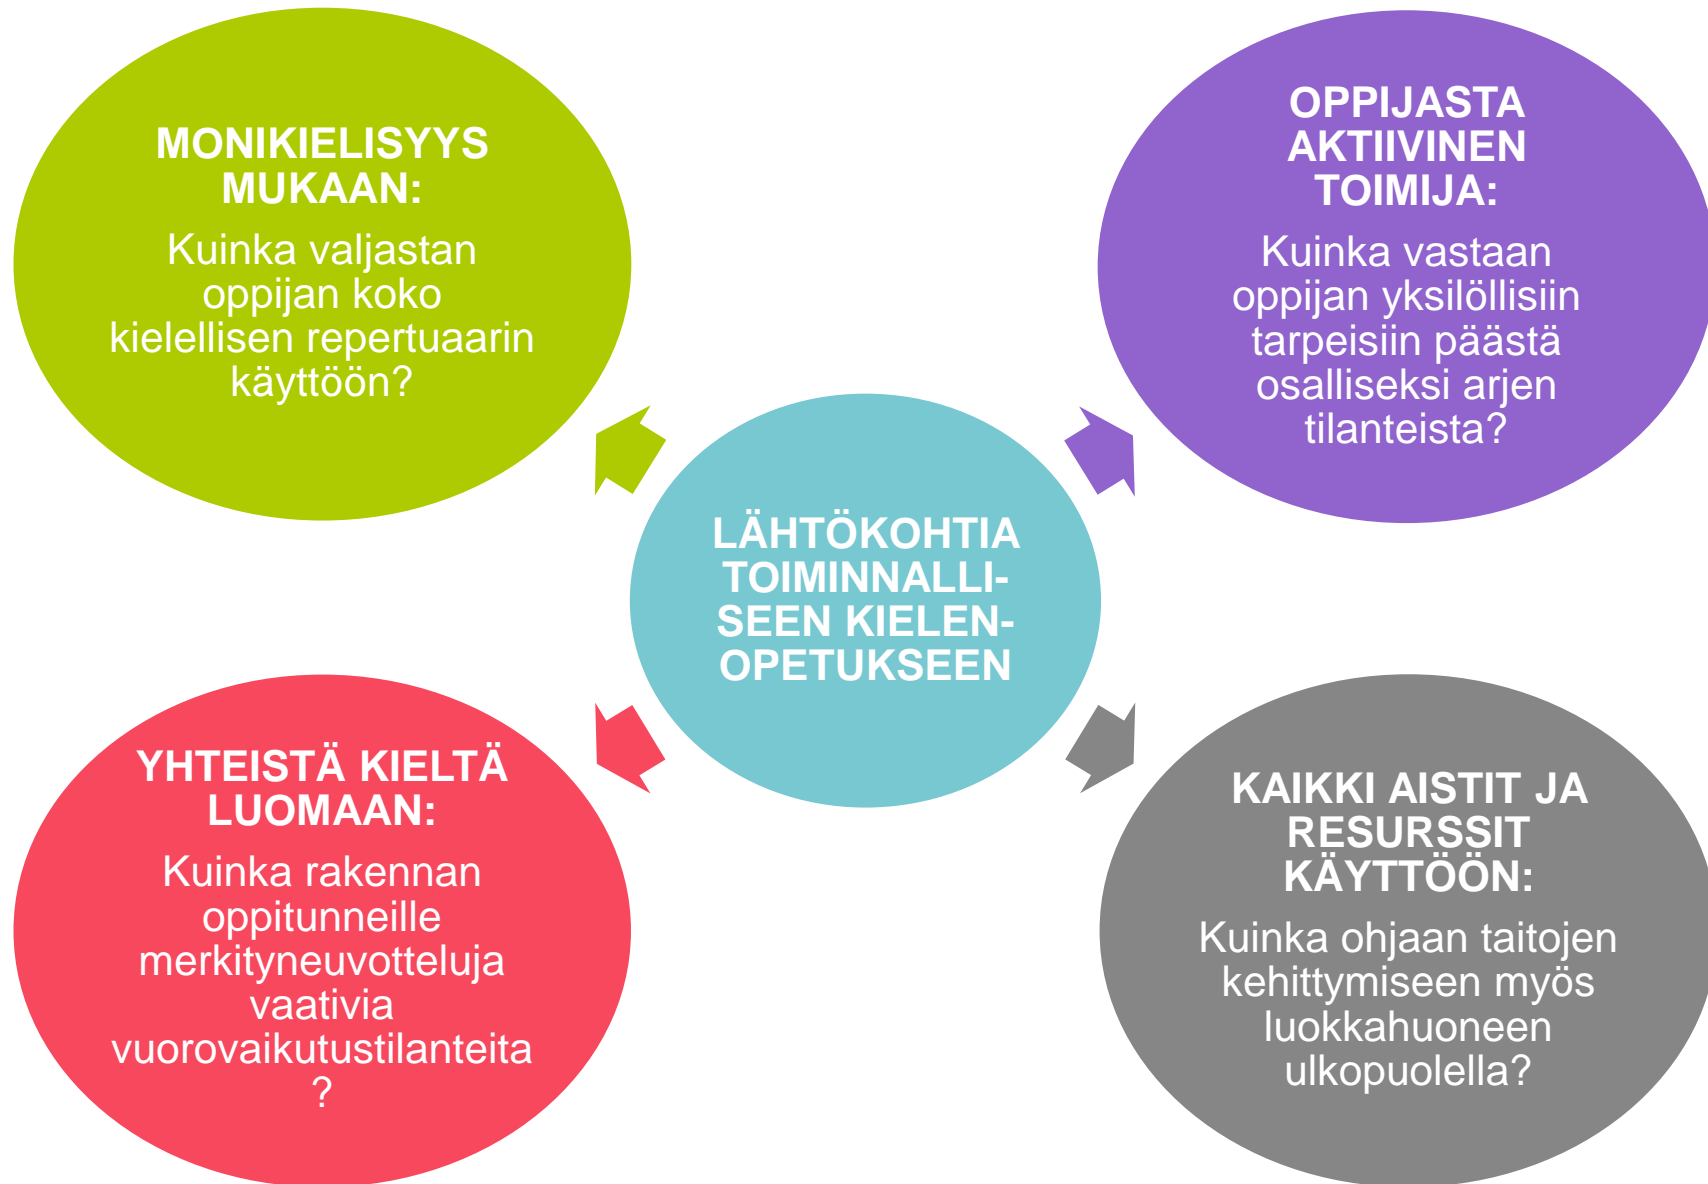 MONIKIELISYYS
MUKAAN:
Kuinka valjastan
oppijan koko
kielellisen repertuaarin
käyttöön?
OPPIJASTA
AKTIIVINEN
TOIMIJA:
Kuinka vastaan
oppijan yksilöllisiin
tarpeisiin päästä
osalliseksi arjen
tilanteista?
LÄHTÖKOHTIA
TOIMINNALLI-
SEEN KIELEN-
OPETUKSEEN
YHTEISTÄ KIELTÄ
LUOMAAN:
Kuinka rakennan
oppitunneille
merkityneuvotteluja
vaativia
vuorovaikutustilanteita
?
KAIKKI AISTIT JA
RESURSSIT
KÄYTTÖÖN:
Kuinka ohjaan taitojen
kehittymiseen myös
luokkahuoneen
ulkopuolella?